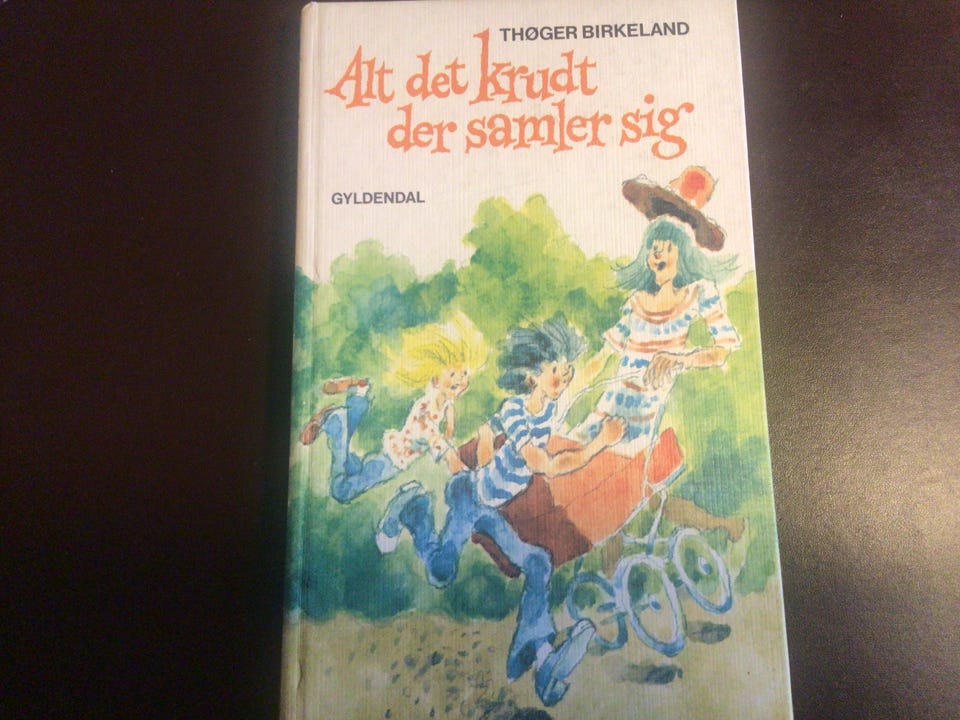 THØGER BIRKELAND
Alt det krudt
der samler sig
GYLDENDAL